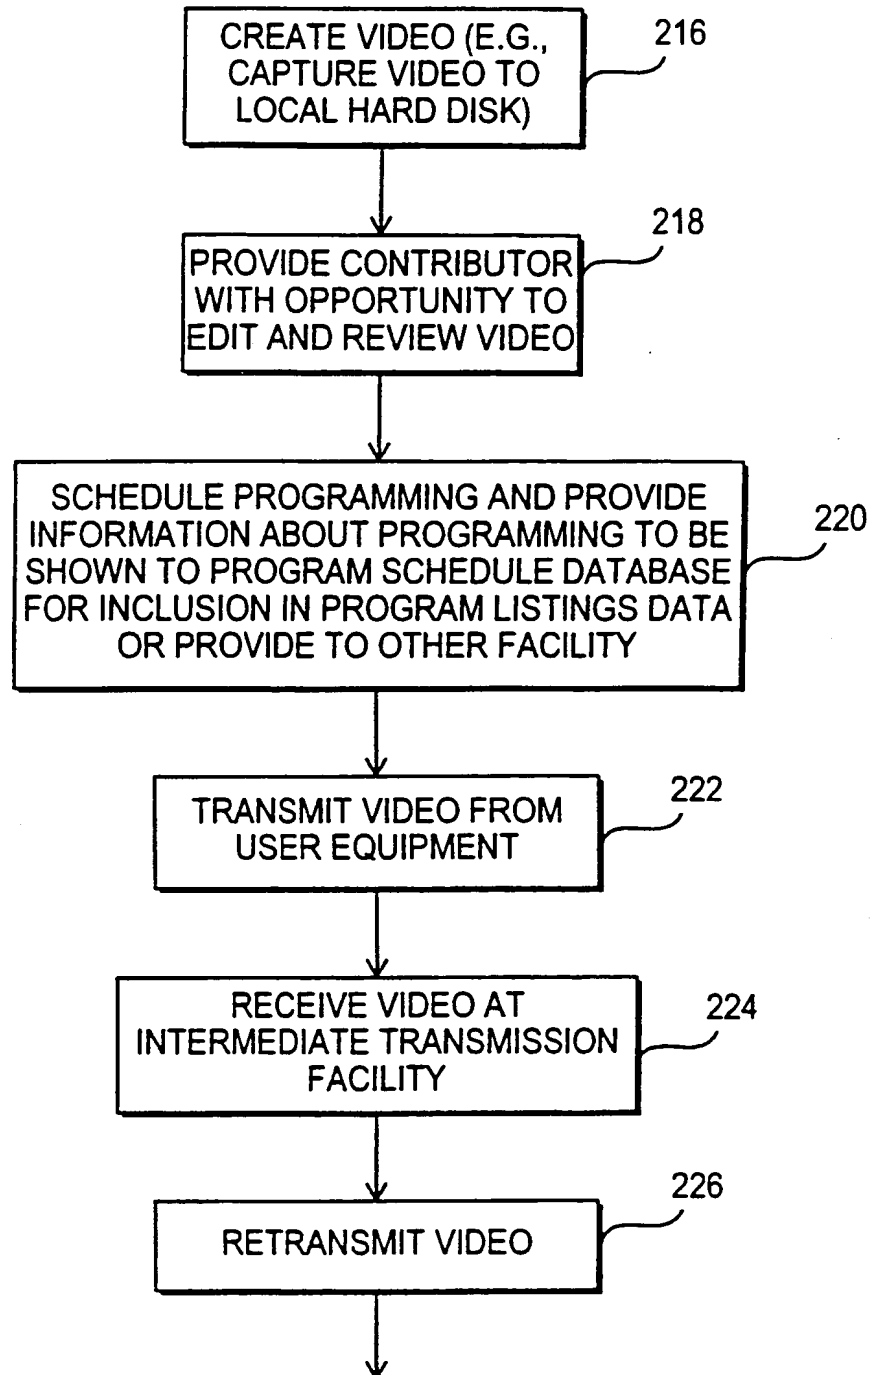 CREATE VIDEO (E.G.,
CAPTURE VIDEO TO
LOCAL HARD DISK)
216
PROVIDE CONTRIBUTOR
WITH OPPORTUNITY TO
EDIT AND REVIEW VIDEO
218
SCHEDULE PROGRAMMING AND PROVIDE
INFORMATION ABOUT PROGRAMMING TO BE
SHOWN TO PROGRAM SCHEDULE DATABASE
FOR INCLUSION IN PROGRAM LISTINGS DATA
OR PROVIDE TO OTHER FACILITY
220
TRANSMIT VIDEO FROM
USER EQUIPMENT
222
RECEIVE VIDEO AT
INTERMEDIATE TRANSMISSION
FACILITY
224
RETRANSMIT VIDEO
226